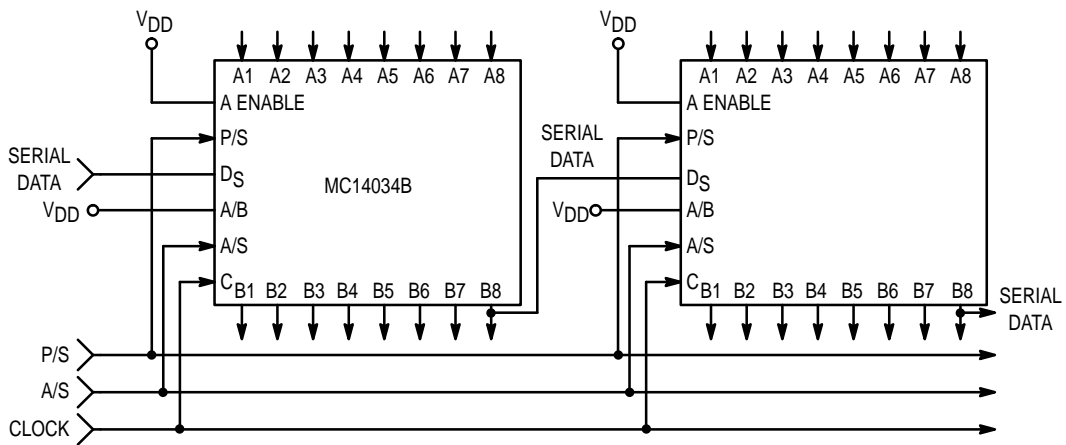 VDD
VDD
A1 A2 A3 A4 A5 A6 A7 A8
A1 A2 A3 A4 A5 A6 A7 A8
A ENABLE
A ENABLE
P/S
SERIAL
DATA
P/S
SERIAL
DATA
DS
MC14034B
DS
VDD
A/B
VDD
A/B
A/S
A/S
C
C
B1 B2 B3 B4 B5 B6 B7 B8
B1 B2 B3 B4 B5 B6 B7 B8
SERIAL
DATA
P/S
A/S
CLOCK